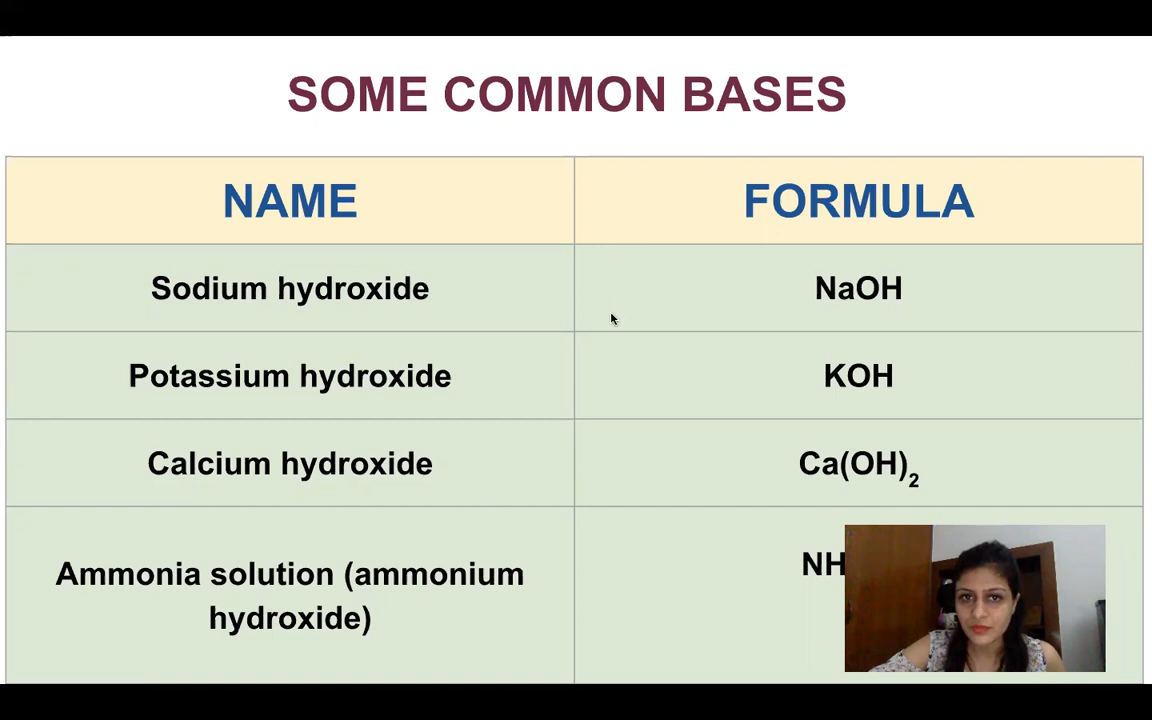 SOME COMMON BASES
NAME
FORMULA
Sodium hydroxide
NaOH
Potassium hydroxide
KOH
Calcium hydroxide
Ca(OH)₂
Ammonia solution (ammonium
hydroxide)
NH